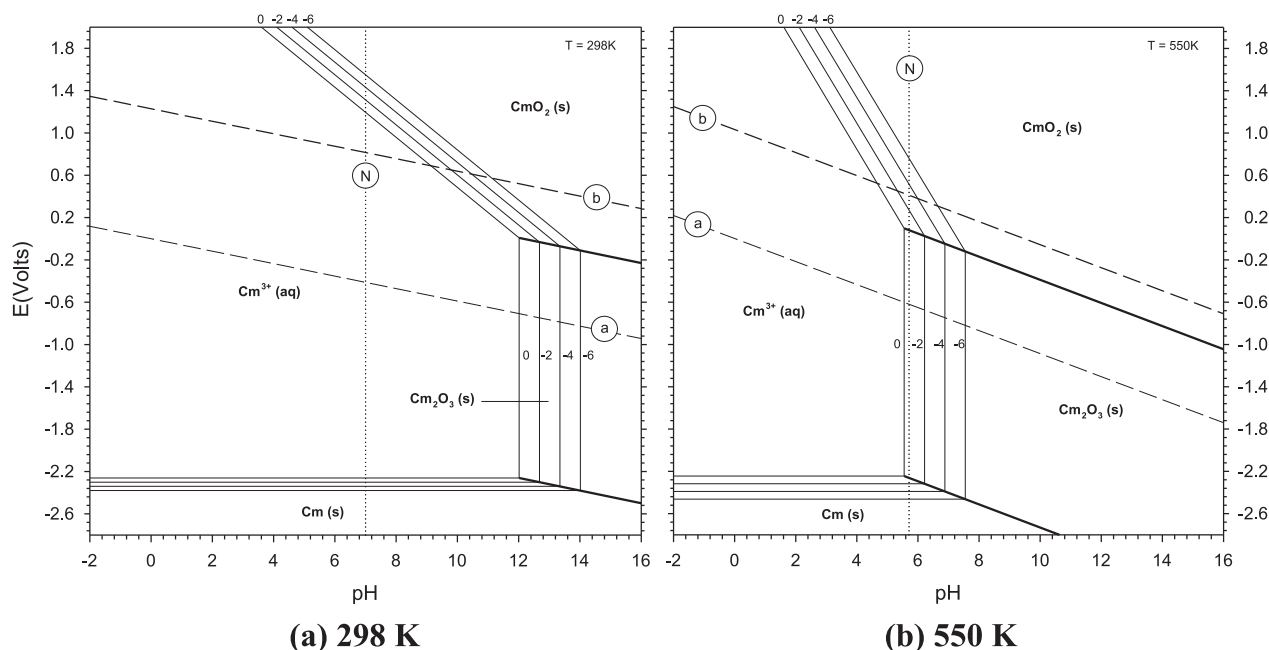 0 -2 -4 -6
T = 298K
1.8
1.4
1.0
0.6
0.2
-0.2
-0.6
-1.0
-1.4
-1.8
-2.2
-2.6
E(Volts)
CmO₂ (s)
N
b
Cm³⁺ (aq)
a
0 -2 -4 -6
Cm₂O₃ (s)
Cm (s)
-2 0 2 4 6 8 10 12 14 16
pH
(a) 298 K
0 -2 -4 -6
T = 550K
N
b
CmO₂ (s)
a
Cm³⁺ (aq)
0 -2 -4 -6
Cm₂O₃ (s)
Cm (s)
1.8
1.4
1.0
0.6
0.2
-0.2
-0.6
-1.0
-1.4
-1.8
-2.2
-2.6
-2 0 2 4 6 8 10 12 14 16
pH
(b) 550 K